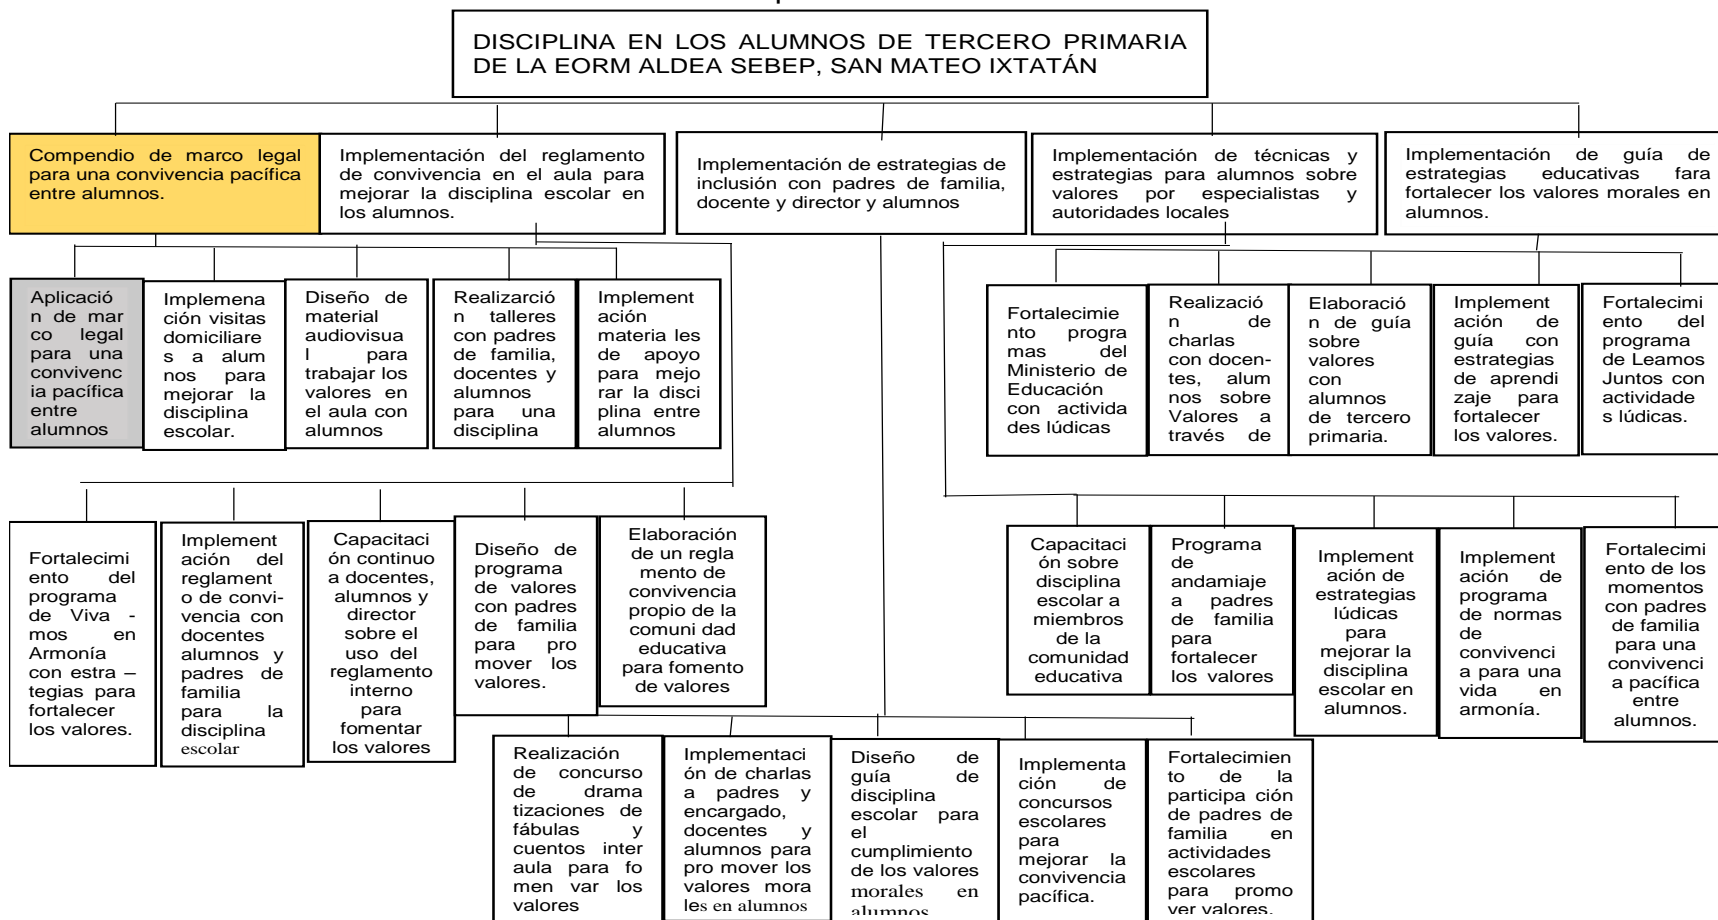 DISCIPLINA EN LOS ALUMNOS DE TERCERO PRIMARIA
DE LA EORM ALDEA SEBEP, SAN MATEO IXTATÁN
Compendio de marco legal
para una convivencia pacífica
entre alumnos.
Implementación del reglamento
de convivencia en el aula para
mejorar la disciplina escolar en
los alumnos.
Implementación de estrategias de
inclusión con padres de familia,
docente y director y alumnos
Implementación de técnicas y
estrategias para alumnos sobre
valores por especialistas y
autoridades locales
Implementación de guía de
estrategias educativas fara
fortalecer los valores morales en
alumnos.
Aplicació
n de mar
co legal
para una
convivenc
ia pacífica
entre
alumnos
Implemena
ción visitas
domiciliare
s a alum
nos para
mejorar la
disciplina
escolar.
Diseño de
material
audiovisua
l para
trabajar los
valores en
el aula con
alumnos
Realizarció
n talleres
con padres
de familia,
docentes y
alumnos
para una
disciplina
Implement
ación
materia les
de apoyo
para mejo
rar la disci
plina entre
alumnos
Fortalecimie
nto progra
mas del
Ministerio de
Educación
con activida
des lúdicas
Realizació
n de
charlas
con docen-
tes, alum
nos sobre
Valores a
través de
Elaboració
n de guía
sobre
valores
con
alumnos
de tercero
primaria.
Implement
ación de
guía con
estrategias
de aprendi
zaje para
fortalecer
los valores.
Fortalecimi
ento del
programa
de Leamos
Juntos con
actividade
s lúdicas.
Fortalecimi
ento del
programa
de Viva -
mos en
Armonía
con estra –
tegias para
fortalecer
los valores.
Implement
ación del
reglament
o de convi-
vencia con
docentes
alumnos y
padres de
familia
para la
disciplina
escolar
Capacitaci
ón continuo
a docentes,
alumnos y
director
sobre el
uso del
reglamento
interno
para
fomentar
los valores
Diseño de
programa
de valores
con padres
de familia
para pro
mover los
valores.
Elaboración
de un regla
mento de
convivencia
propio de la
comuni dad
educativa
para fomento
de valores
Capacitaci
ón sobre
disciplina
escolar a
miembros
de la
comunidad
educativa
Programa
de
andamiaje
a padres
de familia
para
fortalecer
los valores
Implement
ación de
estrategias
lúdicas
para
mejorar la
disciplina
escolar en
alumnos.
Implement
ación de
programa
de normas
de
convivenci
a para una
vida en
armonía.
Fortalecimi
ento de los
momentos
con padres
de familia
para una
convivenci
a pacífica
entre
alumnos.
Realización
de concurso
de drama
tizaciones de
fábulas y
cuentos inter
aula para fo
men var los
valores
Implementaci
ón de charlas
a padres y
encargado,
docentes y
alumnos para
pro mover los
valores mora
les en alumnos
Diseño de
guía de
disciplina
escolar para
el
cumplimiento
de los valores
morales en
alumnos
Implementa
ción de
concursos
escolares
para
mejorar la
convivencia
pacífica.
Fortalecimien
to de la
participa ción
de padres de
familia en
actividades
escolares
para promo
ver valores.